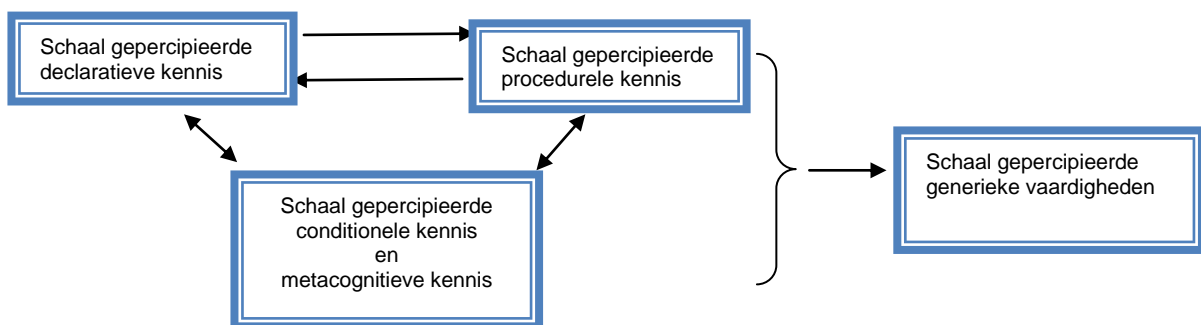 Schaal gepercipieerde
declaratieve kennis
Schaal gepercipieerde
procedurele kennis
Schaal gepercipieerde
conditionele kennis
en
metacognitieve kennis
Schaal gepercipieerde
generieke vaardigheden